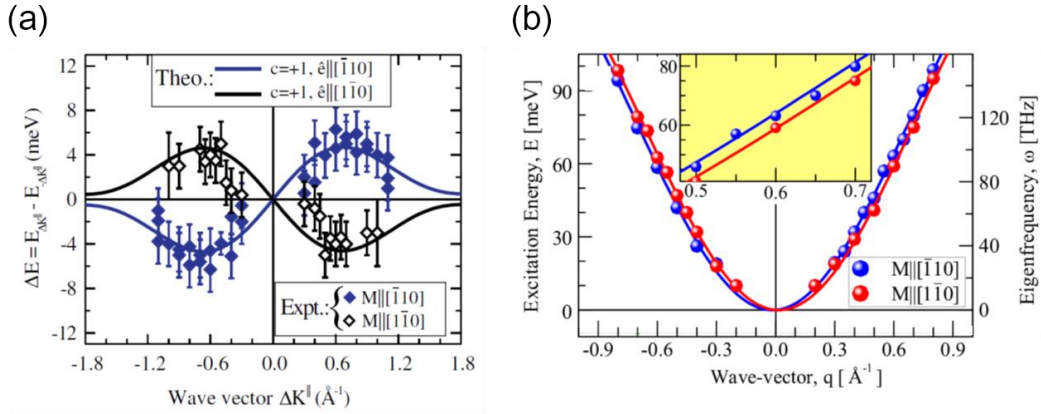 (a)
(b)
12
8
4
0
-4
-8
-12
ΔE = E_ΔK∥ - E_-ΔK∥ (meV)
Theo.:
c=+1, ê∥[1̄10]
c=+1, ê∥[11̄0]
Expt.:
M∥[1̄10]
M∥[11̄0]
-1.8 -1.2 -0.6 0.0 0.6 1.2 1.8
Wave vector ΔK∥ (Å⁻¹)
90
60
30
0
Excitation Energy, E [meV]
80
60
0.5 0.6 0.7
120
80
40
0
Eigenfrequency, ω [THz]
M||[1̄10]
M||[11̄0]
-0.9 -0.6 -0.3 0.0 0.3 0.6 0.9
Wave-vector, q [ Å⁻¹ ]